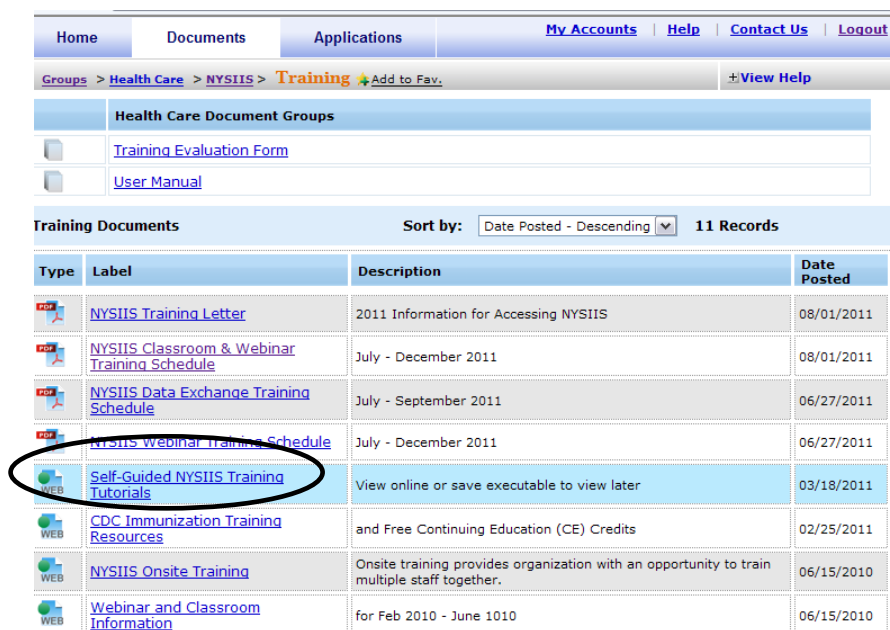 Home Documents Applications My Accounts | Help | Contact Us | Logout
Groups > Health Care > NYSIIS > Training Add to Fav. View Help
Health Care Document Groups
Training Evaluation Form
User Manual
Training Documents Sort by: Date Posted - Descending 11 Records
Type Label Description Date
Posted
PDF NYSIIS Training Letter 2011 Information for Accessing NYSIIS 08/01/2011
PDF NYSIIS Classroom & Webinar
Training Schedule July - December 2011 08/01/2011
PDF NYSIIS Data Exchange Training
Schedule July - September 2011 06/27/2011
PDF NYSIIS Webinar Training Schedule July - December 2011 06/27/2011
WEB Self-Guided NYSIIS Training
Tutorials View online or save executable to view later 03/18/2011
WEB CDC Immunization Training
Resources and Free Continuing Education (CE) Credits 02/25/2011
WEB NYSIIS Onsite Training Onsite training provides organization with an opportunity to train
multiple staff together. 06/15/2010
WEB Webinar and Classroom
Information for Feb 2010 - June 1010 06/15/2010